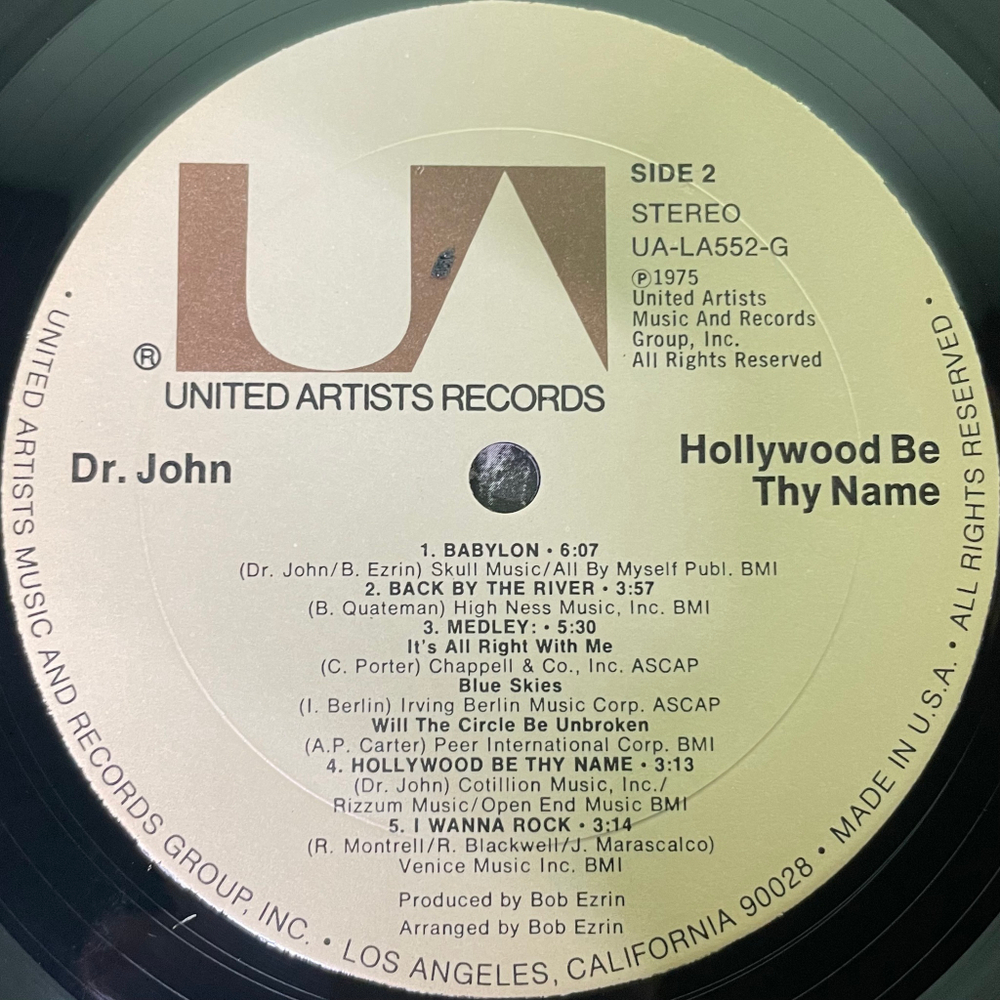 UA
®
UNITED ARTISTS RECORDS
SIDE 2
STEREO
UA-LA552-G
Ⓟ1975
United Artists
Music And Records
Group, Inc.
All Rights Reserved
Dr. John
Hollywood Be
Thy Name
1. BABYLON • 6:07
(Dr. John/B. Ezrin) Skull Music/All By Myself Publ. BMI
2. BACK BY THE RIVER • 3:57
(B. Quateman) High Ness Music, Inc. BMI
3. MEDLEY: • 5:30
It's All Right With Me
(C. Porter) Chappell & Co., Inc. ASCAP
Blue Skies
(I. Berlin) Irving Berlin Music Corp. ASCAP
Will The Circle Be Unbroken
(A.P. Carter) Peer International Corp. BMI
4. HOLLYWOOD BE THY NAME • 3:13
(Dr. John) Cotillion Music, Inc./
Rizzum Music/Open End Music BMI
5. I WANNA ROCK • 3:14
(R. Montrell/R. Blackwell/J. Marascalco)
Venice Music Inc. BMI
Produced by Bob Ezrin
Arranged by Bob Ezrin
• UNITED ARTISTS MUSIC AND RECORDS GROUP, INC. • LOS ANGELES, CALIFORNIA 90028 • MADE IN U.S.A. • ALL RIGHTS RESERVED •